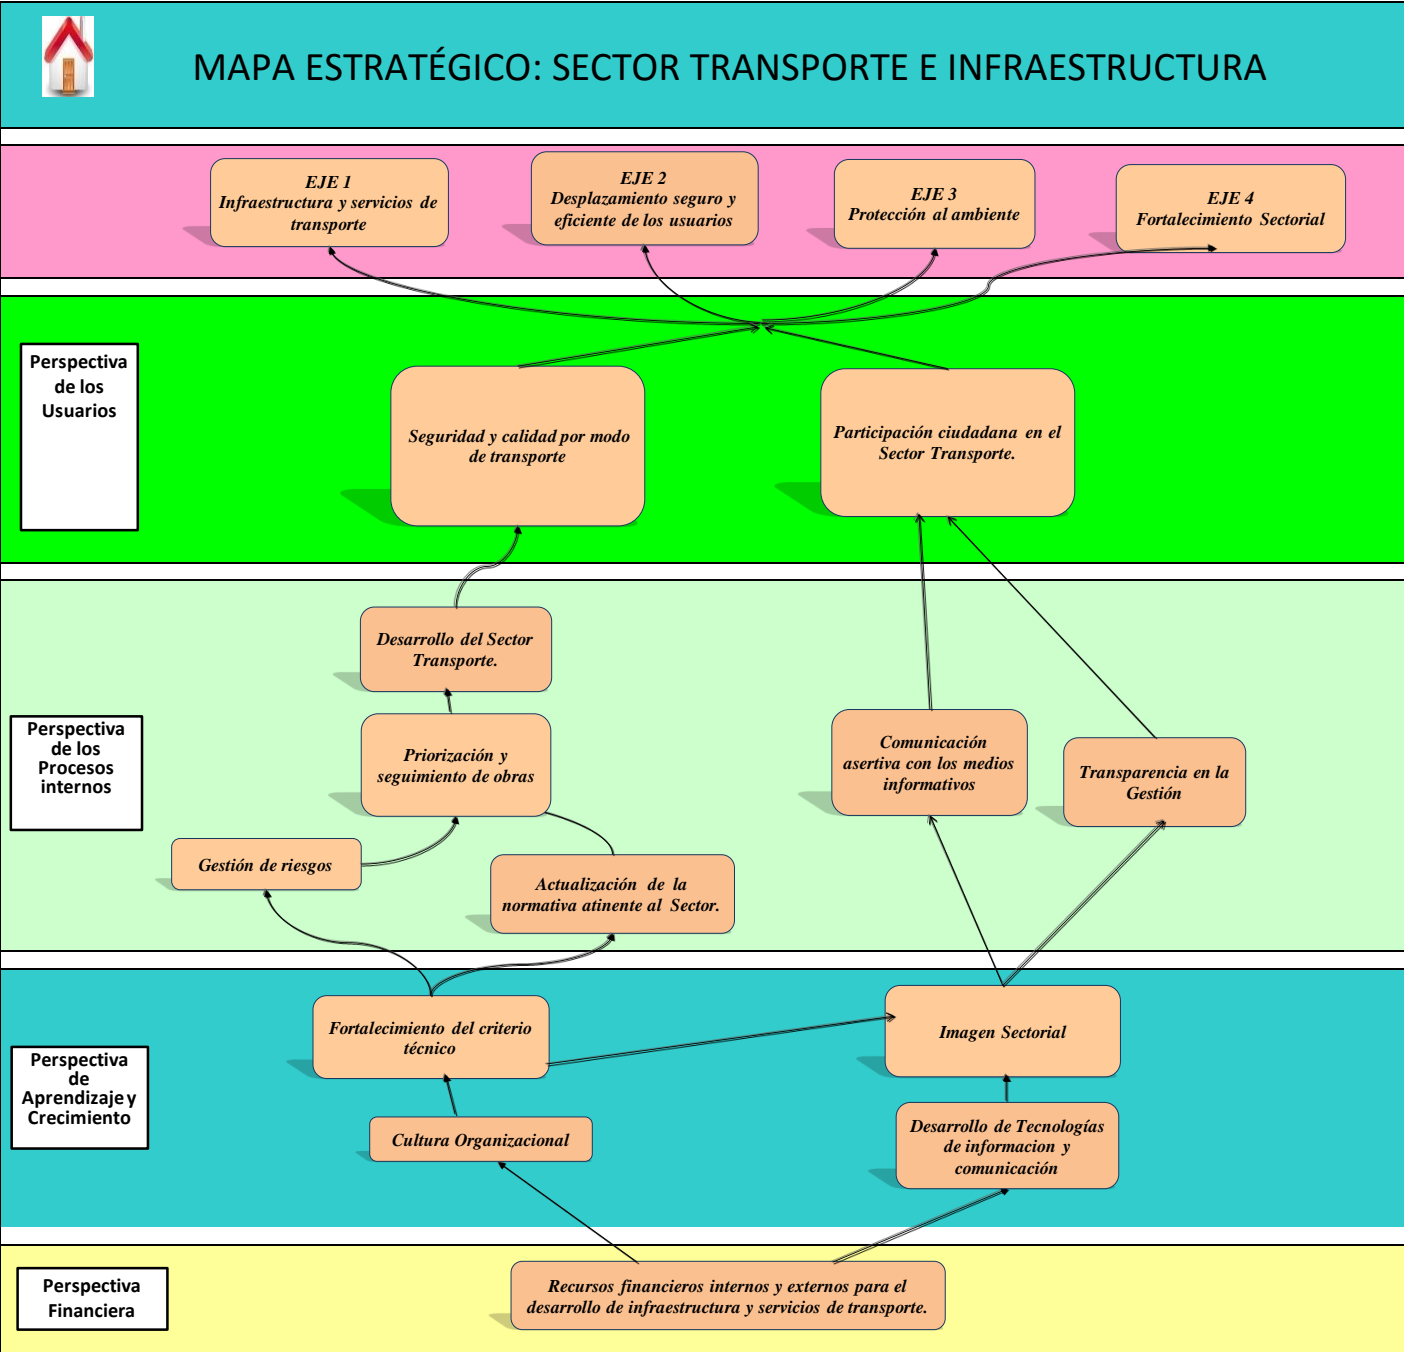 MAPA ESTRATÉGICO: SECTOR TRANSPORTE E INFRAESTRUCTURA
EJE 1
Infraestructura y servicios de
transporte
EJE 2
Desplazamiento seguro y
eficiente de los usuarios
EJE 3
Protección al ambiente
EJE 4
Fortalecimiento Sectorial
Perspectiva
de los
Usuarios
Seguridad y calidad por modo
de transporte
Participación ciudadana en el
Sector Transporte.
Perspectiva
de los
Procesos
internos
Desarrollo del Sector
Transporte.
Priorización y
seguimiento de obras
Comunicación
asertiva con los medios
informativos
Transparencia en la
Gestión
Gestión de riesgos
Actualización de la
normativa atinente al Sector.
Perspectiva
de
Aprendizaje y
Crecimiento
Fortalecimiento del criterio
técnico
Imagen Sectorial
Cultura Organizacional
Desarrollo de Tecnologías
de informacion y
comunicación
Perspectiva
Financiera
Recursos financieros internos y externos para el
desarrollo de infraestructura y servicios de transporte.